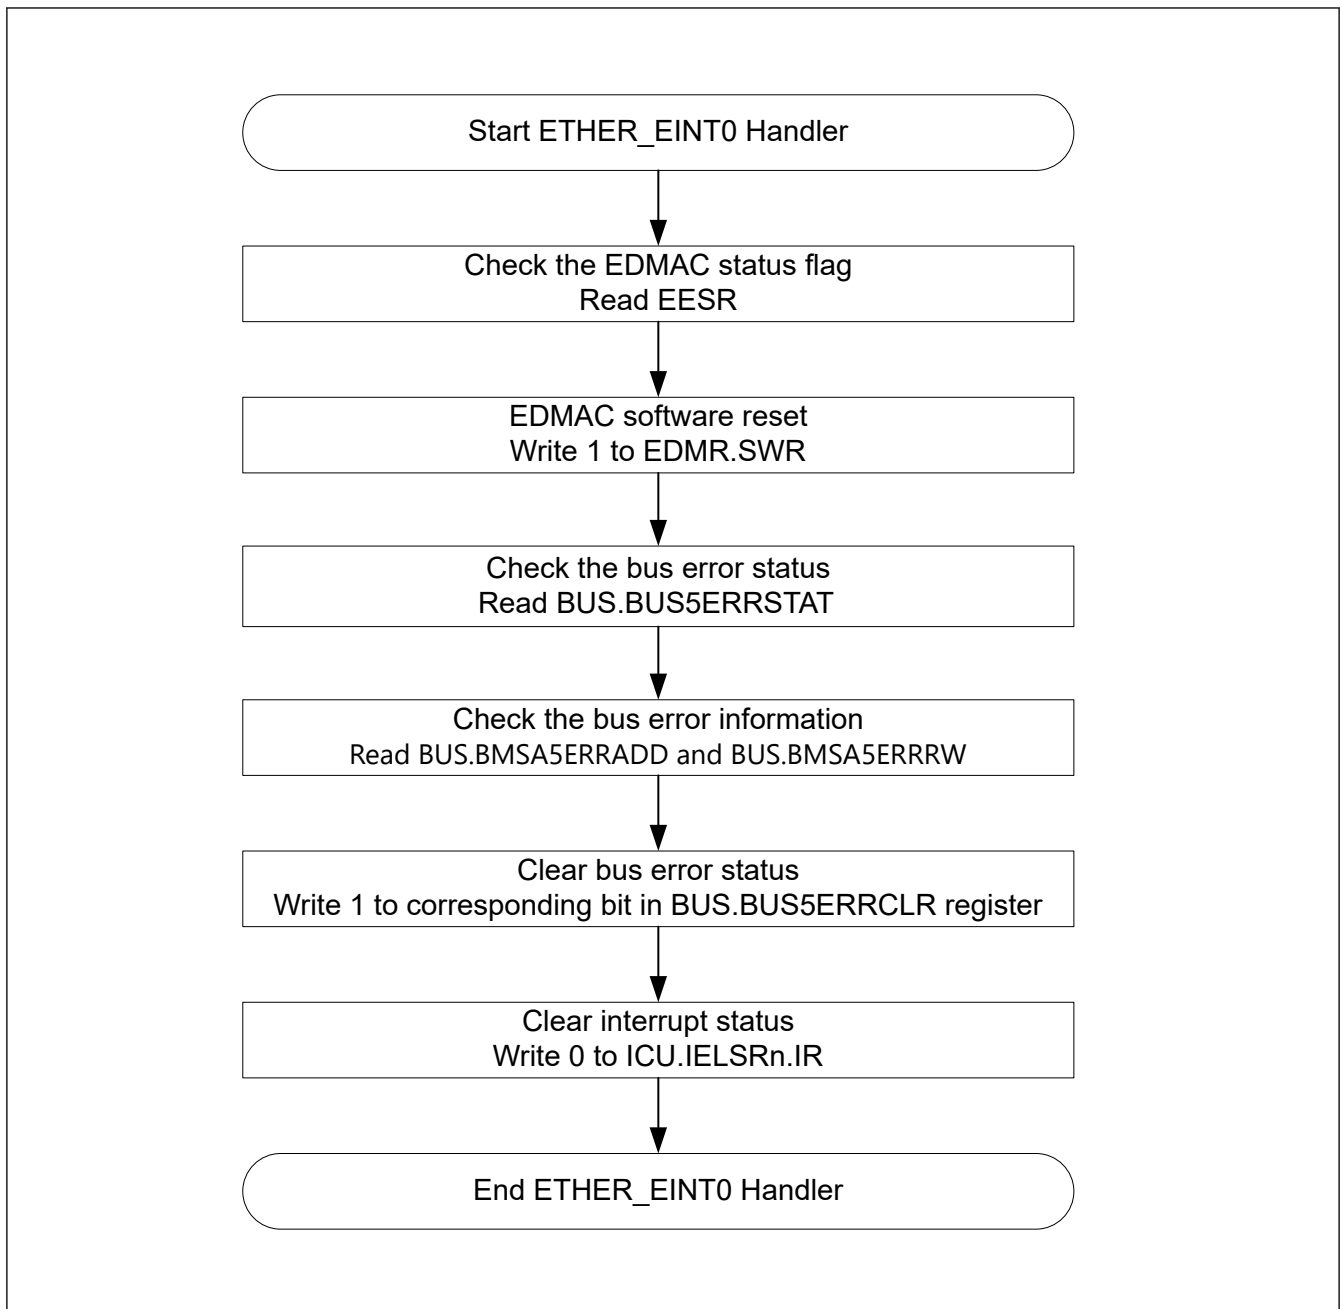 Start ETHER_EINT0 Handler
Check the EDMAC status flag
Read EESR
EDMAC software reset
Write 1 to EDMR.SWR
Check the bus error status
Read BUS.BUS5ERRSTAT
Check the bus error information
Read BUS.BMSA5ERRADD and BUS.BMSA5ERRRW
Clear bus error status
Write 1 to corresponding bit in BUS.BUS5ERRCLR register
Clear interrupt status
Write 0 to ICU.IELSRn.IR
End ETHER_EINT0 Handler